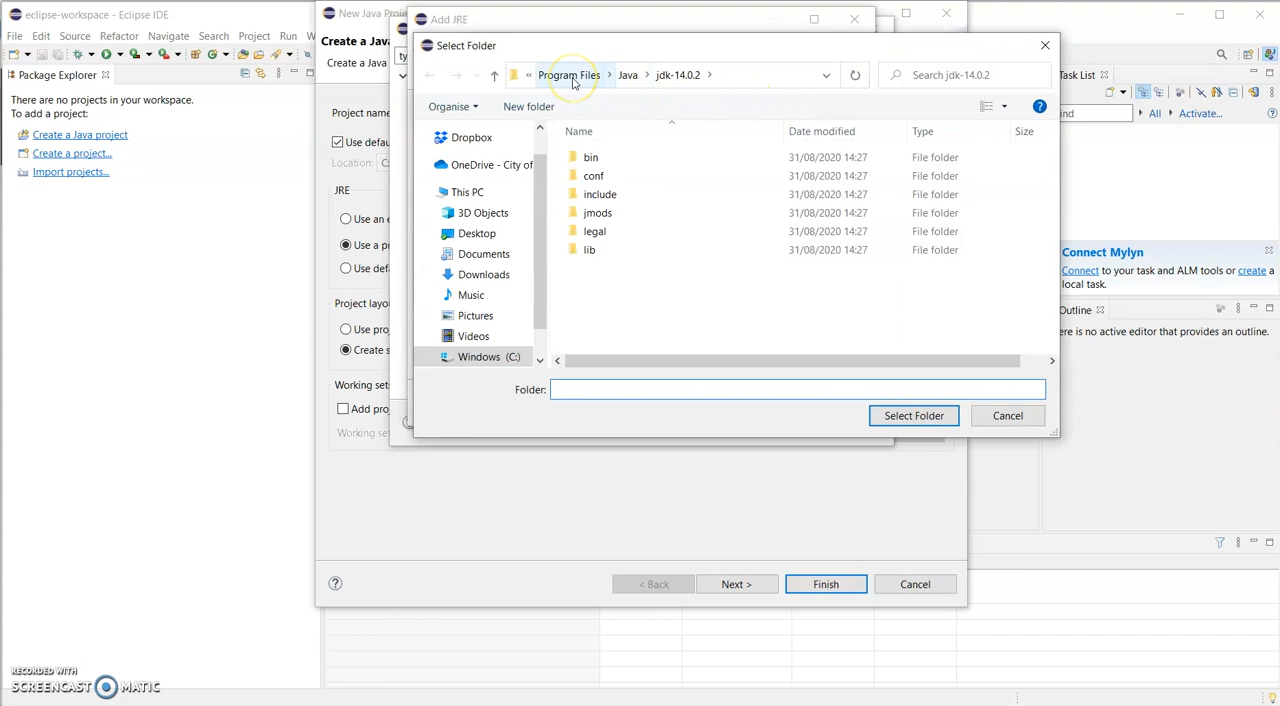 eclipse-workspace - Eclipse IDE
File Edit Source Refactor Navigate Search Project Run
Package Explorer
There are no projects in your workspace.
To add a project:
Create a Java project
Create a project...
Import projects...
New Java Proje
Create a Java
Create a Java
Project name
Use defau
Location: C:
JRE
Use an e
Use a pr
Use defa
Project layou
Use proj
Create s
Working sets
Add proj
Working set
Add JRE
Select Folder
« Program Files > Java > jdk-14.0.2 >
Search jdk-14.0.2
Organise New folder
Dropbox
OneDrive - City of
This PC
3D Objects
Desktop
Documents
Downloads
Music
Pictures
Videos
Windows (C:)
Name Date modified Type Size
bin 31/08/2020 14:27 File folder
conf 31/08/2020 14:27 File folder
include 31/08/2020 14:27 File folder
jmods 31/08/2020 14:27 File folder
legal 31/08/2020 14:27 File folder
lib 31/08/2020 14:27 File folder
Folder:
Select Folder Cancel
< Back Next > Finish Cancel
Task List
ind All Activate...
Connect Mylyn
Connect to your task and ALM tools or create a
local task.
Outline
ere is no active editor that provides an outline.
RECORDED WITH
SCREENCAST MATIC